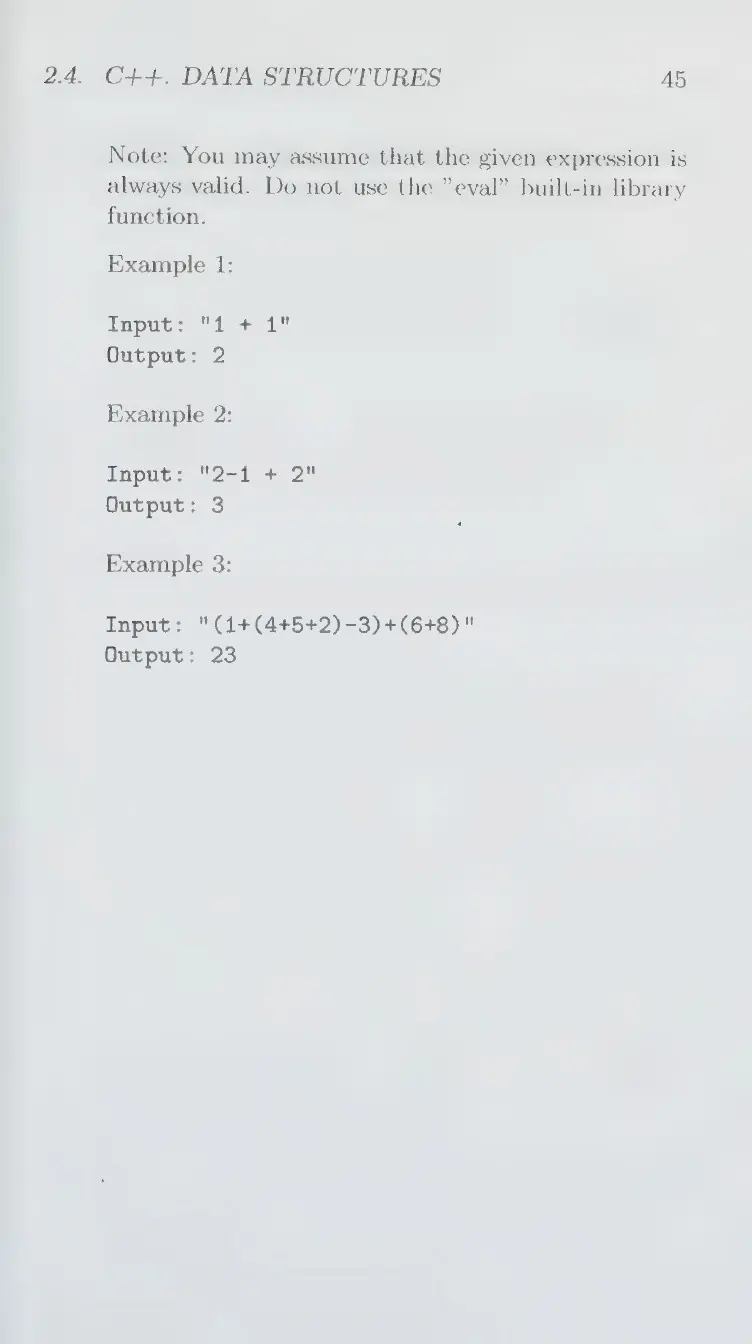 2.4. C++. DATA STRUCTURES 45
Note: You may assume that the given expression is
always valid. Do not use the ”eval” built-in library
function.
Example 1:
Input: "1 + 1"
Output: 2
Example 2:
Input: "2-1 + 2"
Output: 3
Example 3:
Input: "(1+(4+5+2)-3)+(6+8)"
Output: 23